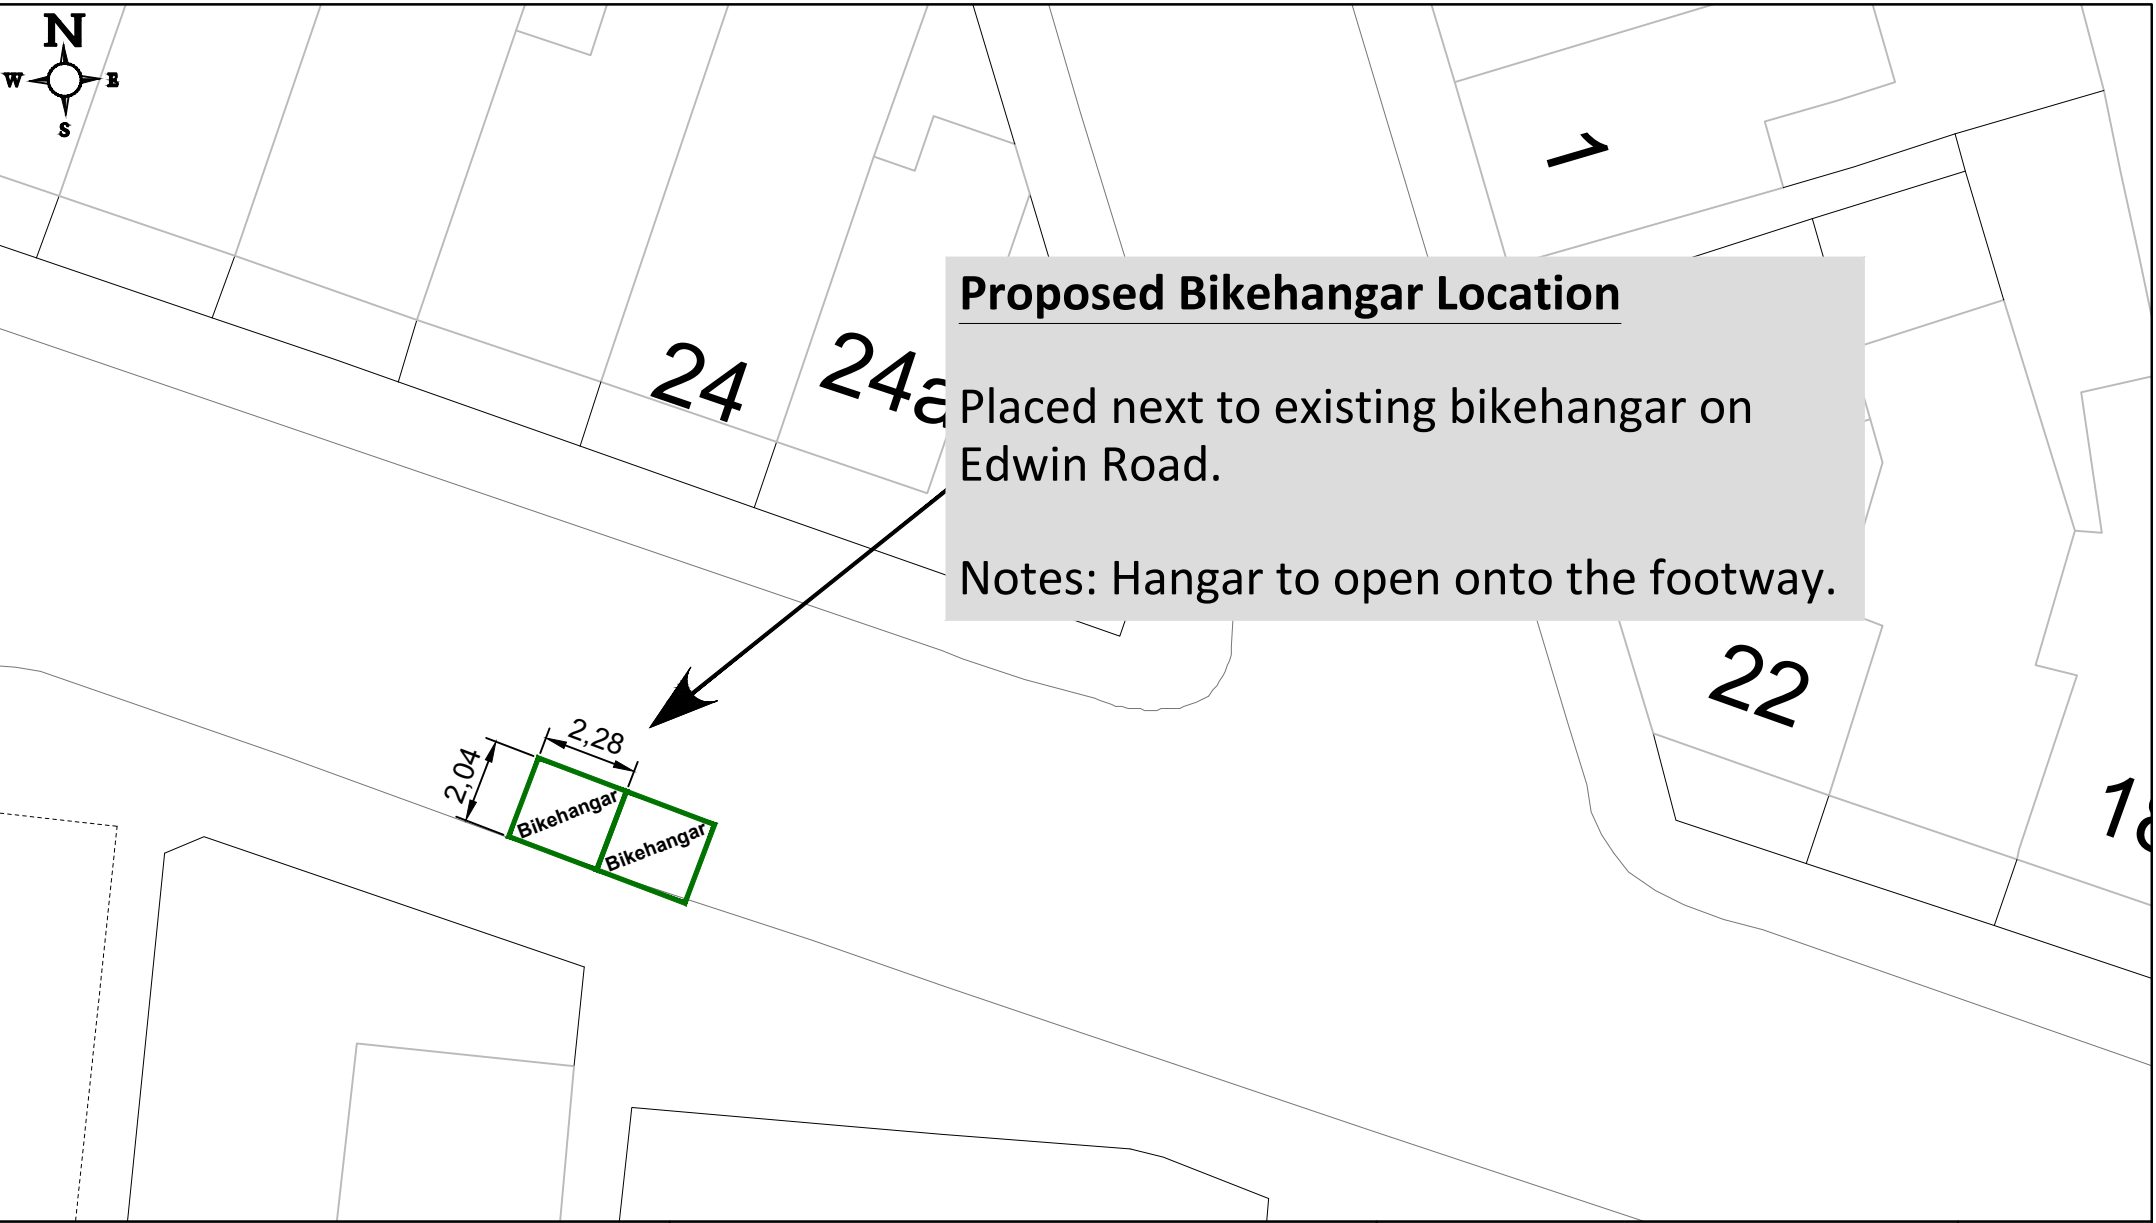 N
W
E
S
1
24
24a
Proposed Bikehangar Location
Placed next to existing bikehangar on
Edwin Road.
Notes: Hangar to open onto the footway.
22
2,28
2,04
Bikehangar
Bikehangar
18